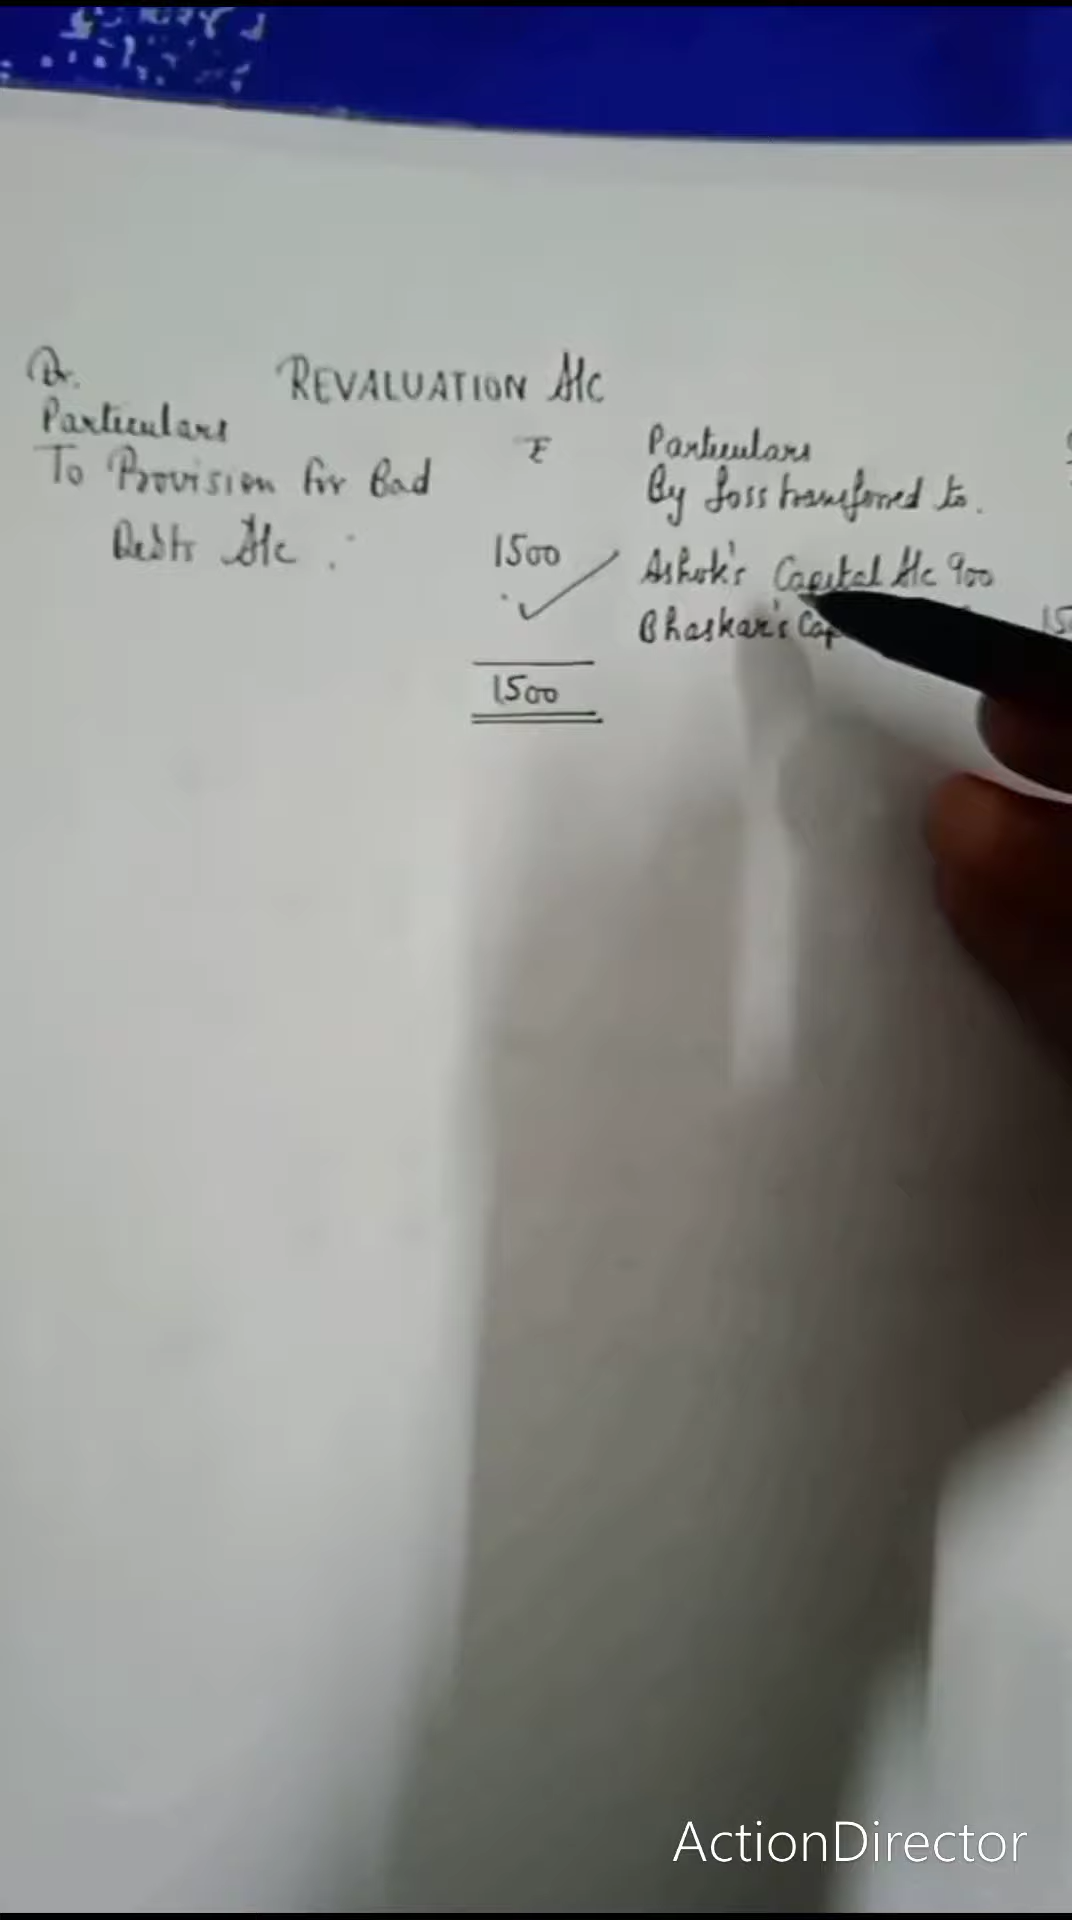 Dr.
REVALUATION A/c
Particulars
₹
To Provision for Bad
Debts A/c
1500
1500
Particulars
By Loss transferred to.
Ashok's Capital A/c 900
Bhaskar's Cap
ActionDirector